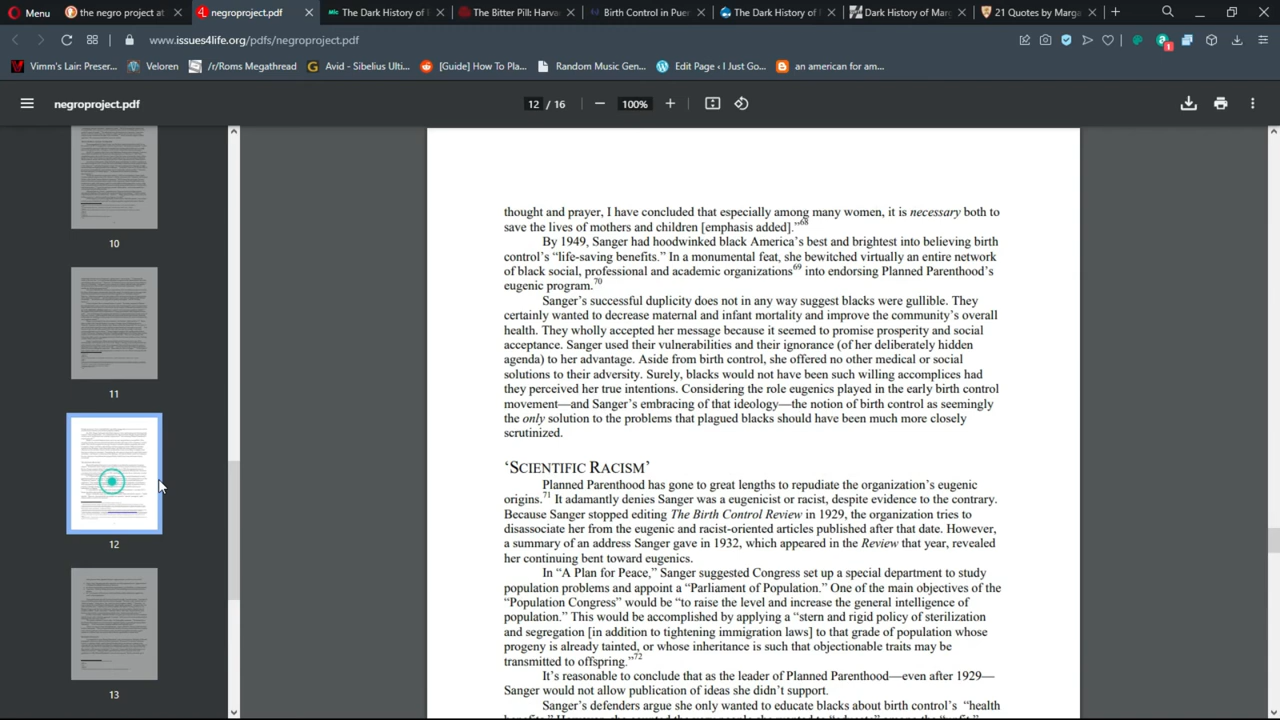 Menu
the negro project at
negroproject.pdf
The Dark History of
The Bitter Pill: Harva
Birth Control in Puer
The Dark History of
Dark History of Marg
21 Quotes by Marga
www.issues4life.org/pdfs/negroproject.pdf
1
Vimm's Lair: Preser...
Veloren
/r/Roms Megathread
Avid - Sibelius Ulti...
[Guide] How To Pla...
Random Music Gen...
Edit Page ‹ I Just Go...
an american for am...
negroproject.pdf
12 / 16
100%
10
11
12
13
thought and prayer, I have concluded that especially among many women, it is necessary both to
save the lives of mothers and children [emphasis added].”68
By 1949, Sanger had hoodwinked black America’s best and brightest into believing birth
control’s “life-saving benefits.” In a monumental feat, she bewitched virtually an entire network
of black social, professional and academic organizations69 into endorsing Planned Parenthood’s
eugenic program.70
Sanger’s successful duplicity does not in any way suggest blacks were gullible. They
certainly wanted to decrease maternal and infant mortality and improve the community’s overall
health. They wholly accepted her message because it seemed to promise prosperity and social
acceptance. Sanger used their vulnerabilities and their ignorance (of her deliberately hidden
agenda) to her advantage. Aside from birth control, she offered no other medical or social
solutions to their adversity. Surely, blacks would not have been such willing accomplices had
they perceived her true intentions. Considering the role eugenics played in the early birth control
movement—and Sanger’s embracing of that ideology—the notion of birth control as seemingly
the only solution to the problems that plagued blacks should have been much more closely
scrutinized.
‘SCIENTIFIC RACISM’
Planned Parenthood has gone to great lengths to repudiate the organization’s eugenic
origins. It adamantly denies Sanger was a eugenicist or racist, despite evidence to the contrary.
Because Sanger stopped editing The Birth Control Review in 1929, the organization tries to
disassociate her from the eugenic and racist-oriented articles published after that date. However,
a summary of an address Sanger gave in 1932, which appeared in the Review that year, revealed
her continuing bent toward eugenics.
In “A Plan for Peace,” Sanger suggested Congress set up a special department to study
population problems and appoint a “Parliament of Population.” One of the main objectives of the
“Population Congress” would be “to raise the level and increase the general intelligence of
population.” This would be accomplished by applying a “stern and rigid policy of sterilization
and segregation [in addition to tightening immigration laws] to that grade of population whose
progeny is already tainted, or whose inheritance is such that objectionable traits may be
transmitted to offspring.”72
It’s reasonable to conclude that as the leader of Planned Parenthood—even after 1929—
Sanger would not allow publication of ideas she didn’t support.
Sanger’s defenders argue she only wanted to educate blacks about birth control’s “health